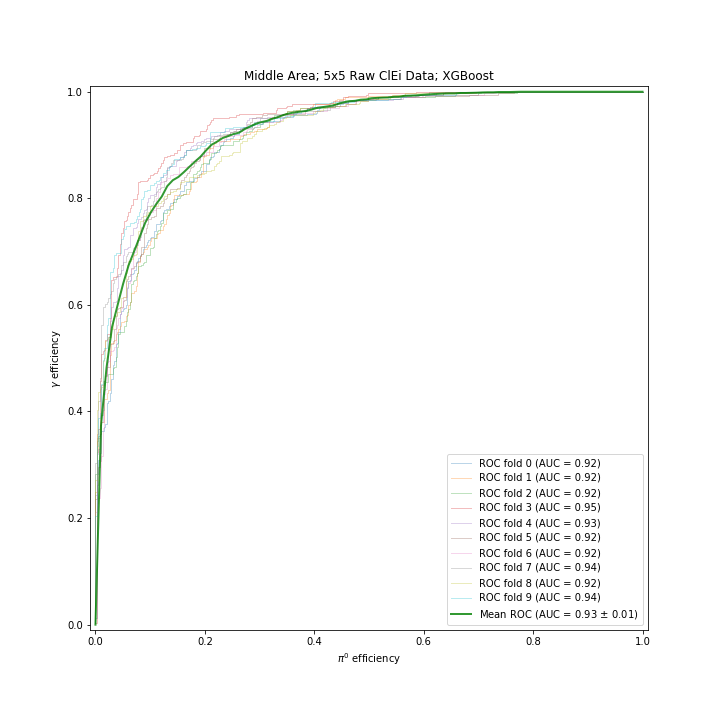 Middle Area; 5x5 Raw ClEi Data; XGBoost
1.0
0.8
0.6
0.4
0.2
0.0
γ efficiency
0.0 0.2 0.4 0.6 0.8 1.0
π⁰ efficiency
ROC fold 0 (AUC = 0.92)
ROC fold 1 (AUC = 0.92)
ROC fold 2 (AUC = 0.92)
ROC fold 3 (AUC = 0.95)
ROC fold 4 (AUC = 0.93)
ROC fold 5 (AUC = 0.92)
ROC fold 6 (AUC = 0.92)
ROC fold 7 (AUC = 0.94)
ROC fold 8 (AUC = 0.92)
ROC fold 9 (AUC = 0.94)
Mean ROC (AUC = 0.93 ± 0.01)